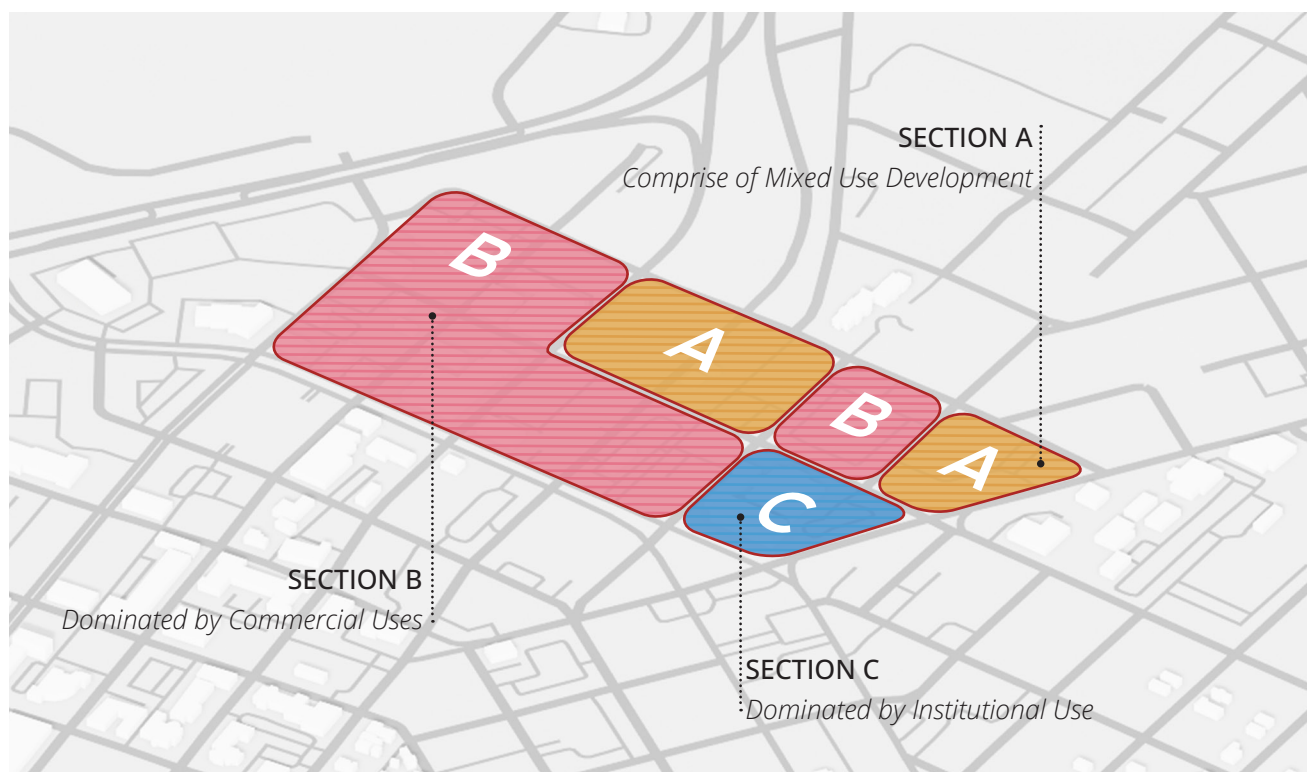 SECTION A
Comprise of Mixed Use Development
B
A
B
A
C
SECTION B
Dominated by Commercial Uses
SECTION C
Dominated by Institutional Use